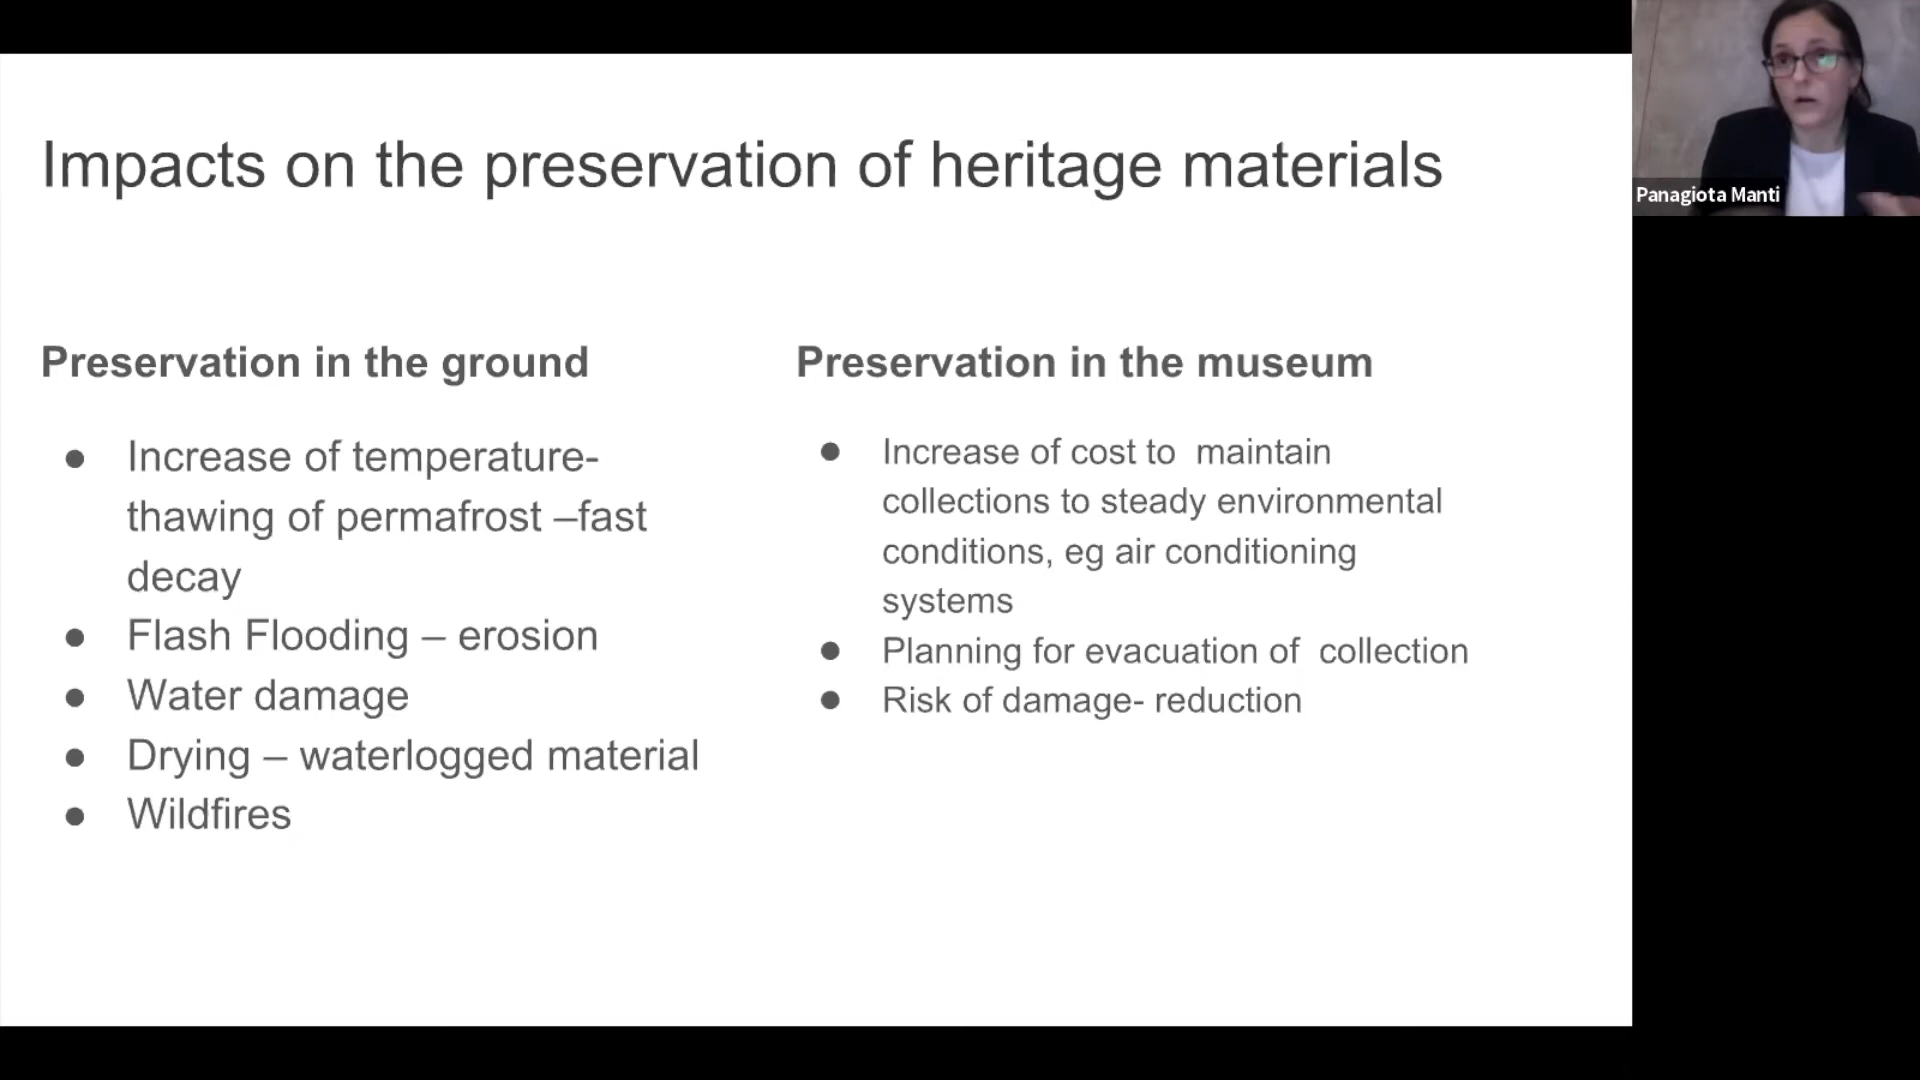 Impacts on the preservation of heritage materials
Preservation in the ground
● Increase of temperature-
thawing of permafrost –fast
decay
● Flash Flooding – erosion
● Water damage
● Drying – waterlogged material
● Wildfires
Preservation in the museum
● Increase of cost to  maintain
collections to steady environmental
conditions, eg air conditioning
systems
● Planning for evacuation of  collection
● Risk of damage- reduction
Panagiota Manti